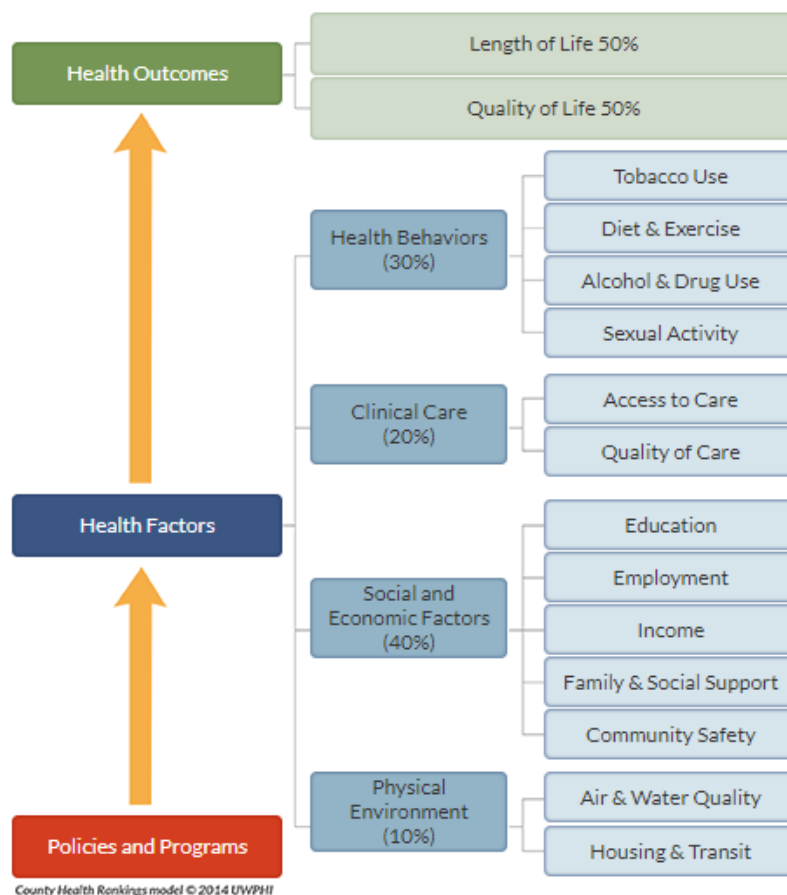 Health Outcomes
Length of Life 50%
Quality of Life 50%
Health Behaviors
(30%)
Tobacco Use
Diet & Exercise
Alcohol & Drug Use
Sexual Activity
Clinical Care
(20%)
Access to Care
Quality of Care
Health Factors
Social and
Economic Factors
(40%)
Education
Employment
Income
Family & Social Support
Community Safety
Physical
Environment
(10%)
Air & Water Quality
Housing & Transit
Policies and Programs
County Health Rankings model © 2014 UWPHI